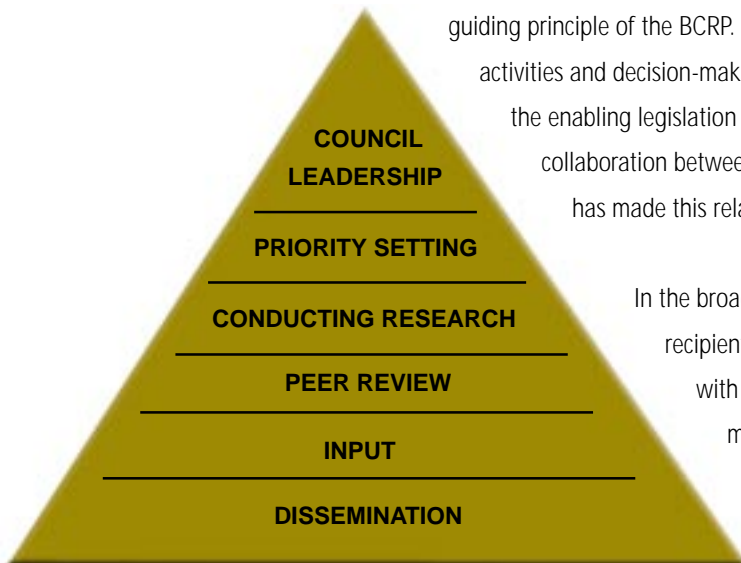 guiding principle of the BCRP.
activities and decision-mak
the enabling legislation
collaboration betwee
has made this rela
In the broa
recipien
with
m
COUNCIL
LEADERSHIP
PRIORITY SETTING
CONDUCTING RESEARCH
PEER REVIEW
INPUT
DISSEMINATION